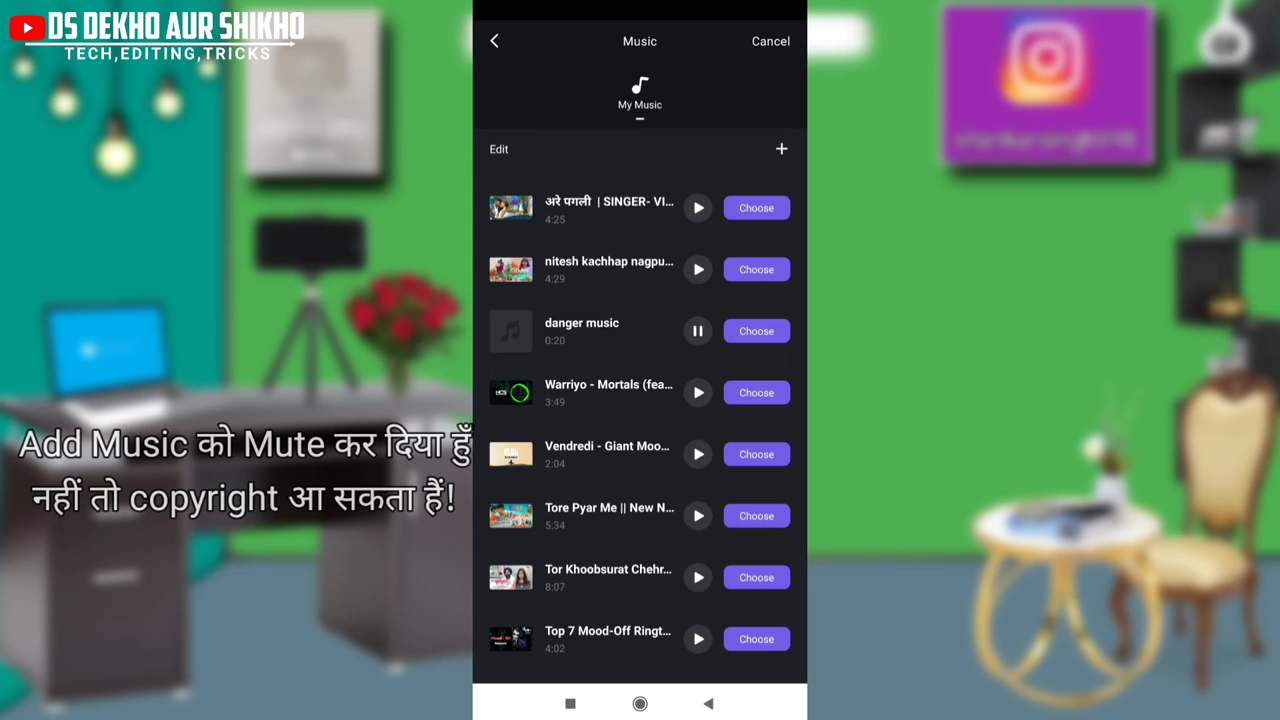 DS DEKHO AUR SHIKHO
TECH,EDITING,TRICKS
Music
Cancel
My Music
Edit
अरे पगली | SINGER- VI...
4:25
Choose
nitesh kachhap nagpu...
4:29
Choose
danger music
0:20
Choose
Warriyo - Mortals (fea...
3:49
Choose
Vendredi - Giant Moo...
2:04
Choose
Tore Pyar Me || New N...
5:34
Choose
Tor Khoobsurat Chehr...
8:07
Choose
Top 7 Mood-Off Ringt...
4:02
Choose
Add Music को Mute कर दिया हुँ
नहीं तो copyright आ सकता हैं!